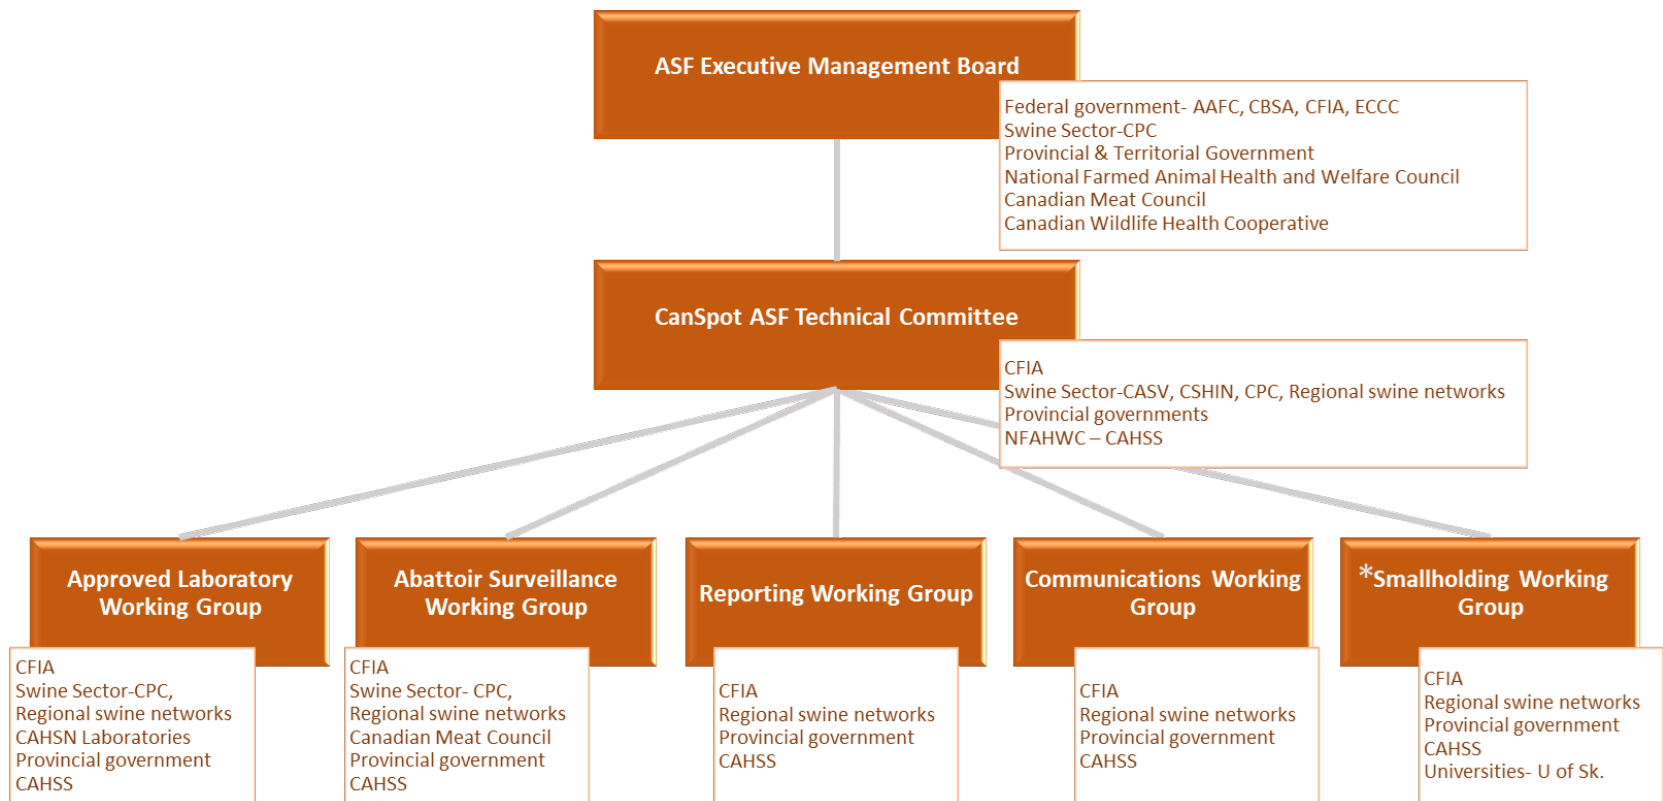 ASF Executive Management Board
Federal government- AAFC, CBSA, CFIA, ECCC
Swine Sector-CPC
Provincial & Territorial Government
National Farmed Animal Health and Welfare Council
Canadian Meat Council
Canadian Wildlife Health Cooperative
CanSpot ASF Technical Committee
CFIA
Swine Sector-CASV, CSHIN, CPC, Regional swine networks
Provincial governments
NFAHWC – CAHSS
Approved Laboratory
Working Group
CFIA
Swine Sector-CPC,
Regional swine networks
CAHSN Laboratories
Provincial government
CAHSS
Abattoir Surveillance
Working Group
CFIA
Swine Sector- CPC,
Regional swine networks
Canadian Meat Council
Provincial government
CAHSS
Reporting Working Group
CFIA
Regional swine networks
Provincial government
CAHSS
Communications Working
Group
CFIA
Regional swine networks
Provincial government
CAHSS
*Smallholding Working
Group
CFIA
Regional swine networks
Provincial government
CAHSS
Universities- U of Sk.